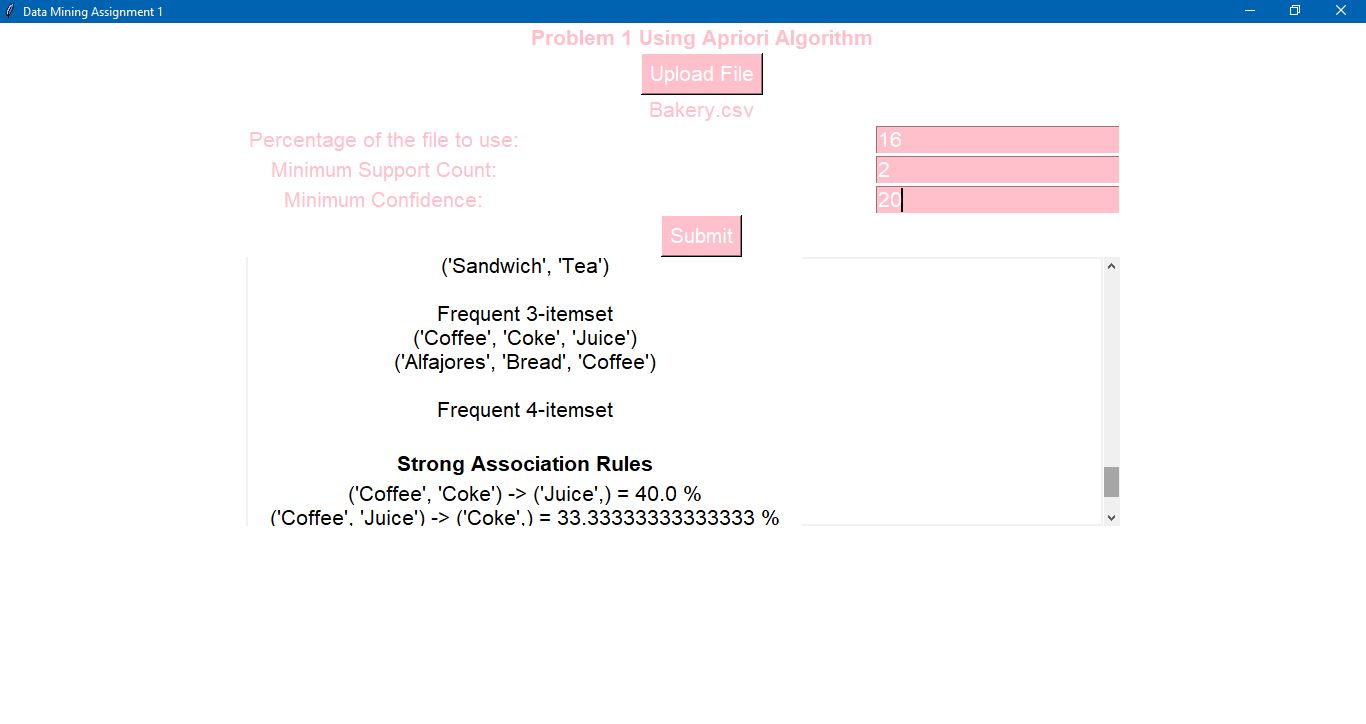 Data Mining Assignment 1
Problem 1 Using Apriori Algorithm
Upload File
Bakery.csv
Percentage of the file to use: 16
Minimum Support Count: 2
Minimum Confidence: 20
Submit
('Sandwich', 'Tea')
Frequent 3-itemset
('Coffee', 'Coke', 'Juice')
('Alfajores', 'Bread', 'Coffee')
Frequent 4-itemset
Strong Association Rules
('Coffee', 'Coke') -> ('Juice',) = 40.0 %
('Coffee', 'Juice') -> ('Coke',) = 33.33333333333333 %